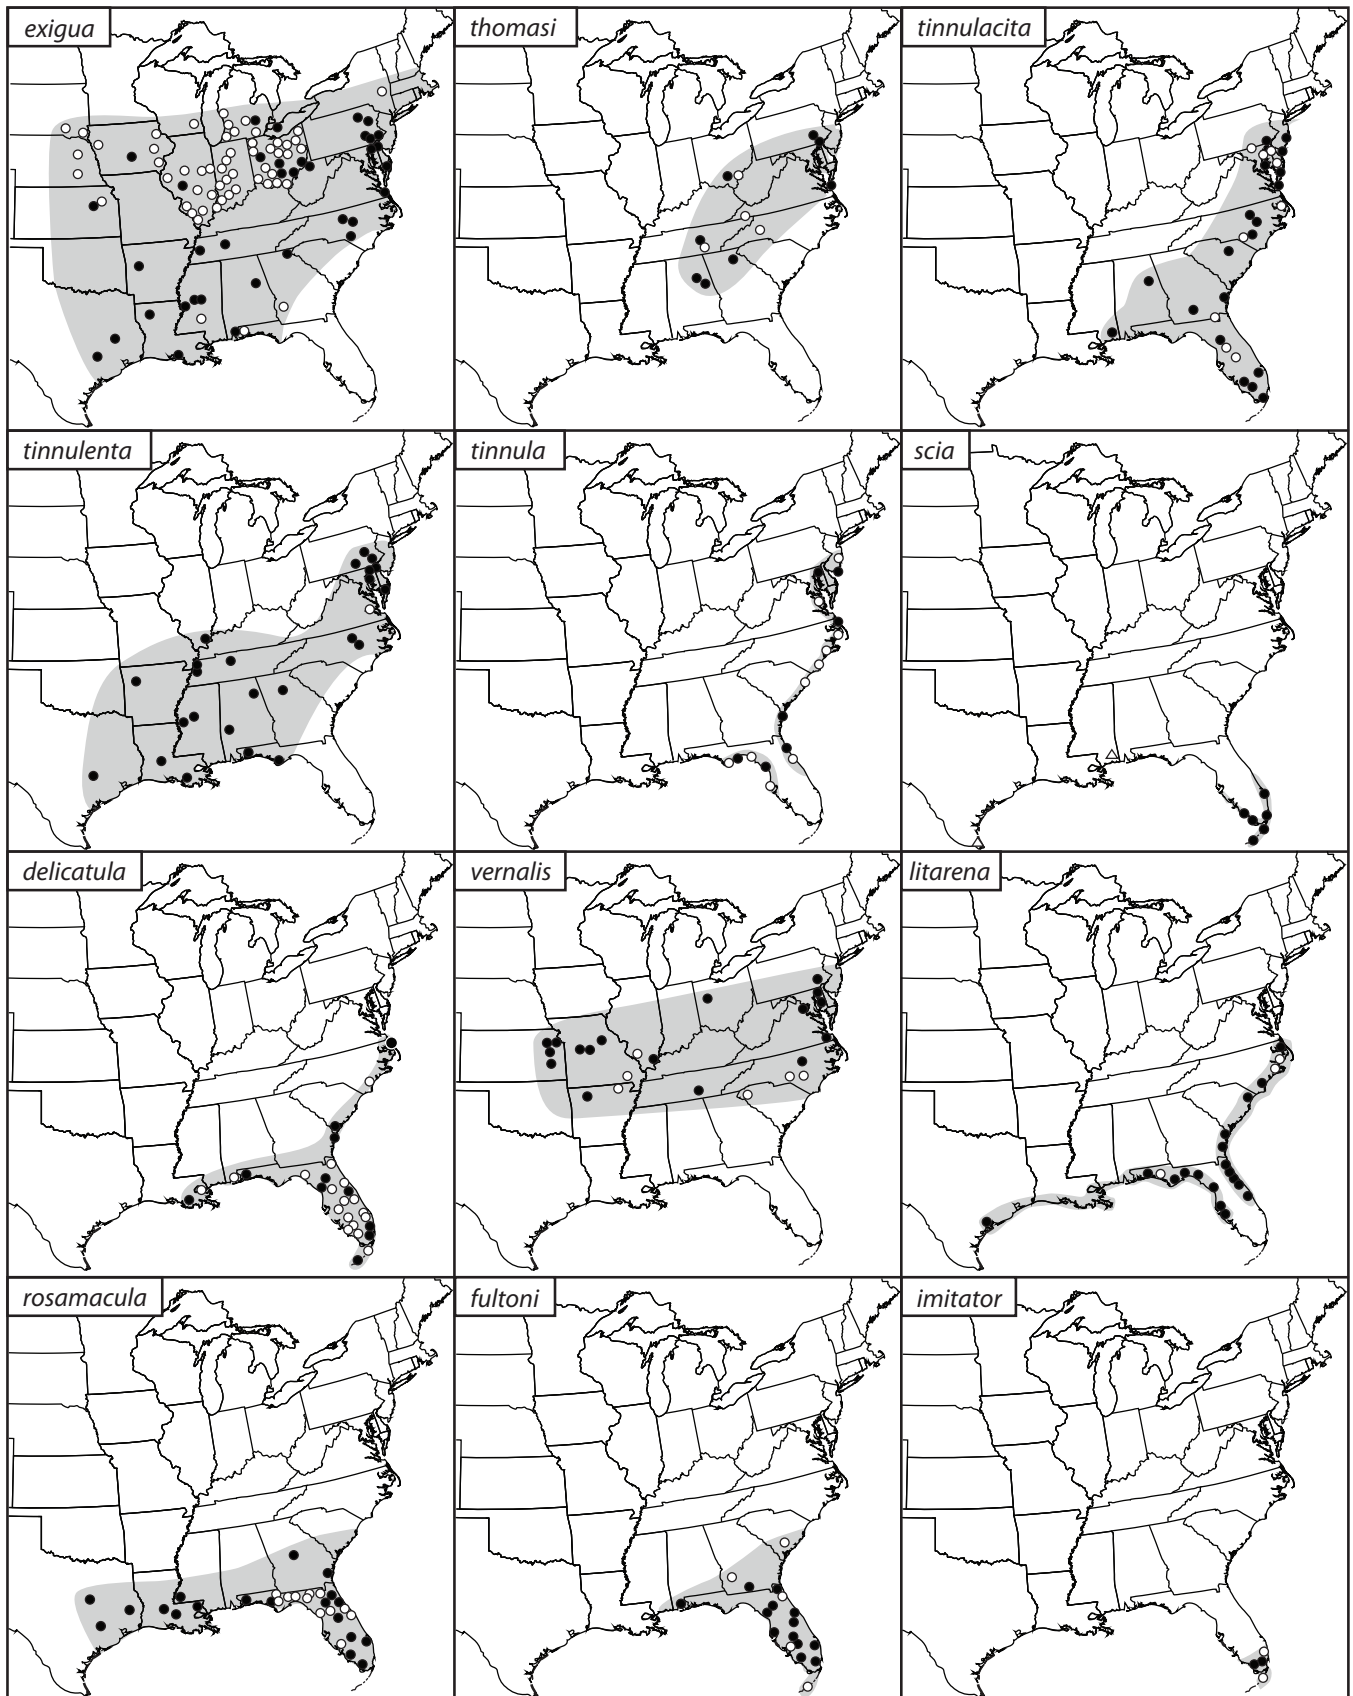 exigua
thomasi
tinnulacita
tinnulenta
tinnula
scia
delicatula
vernalis
litarena
rosamacula
fultoni
imitator